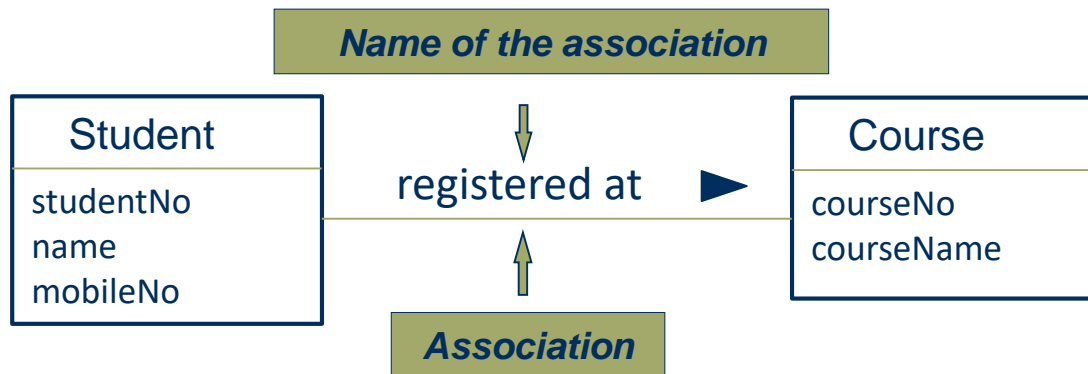 Name of the association
Student
studentNo
name
mobileNo
registered at
Course
courseNo
courseName
Association